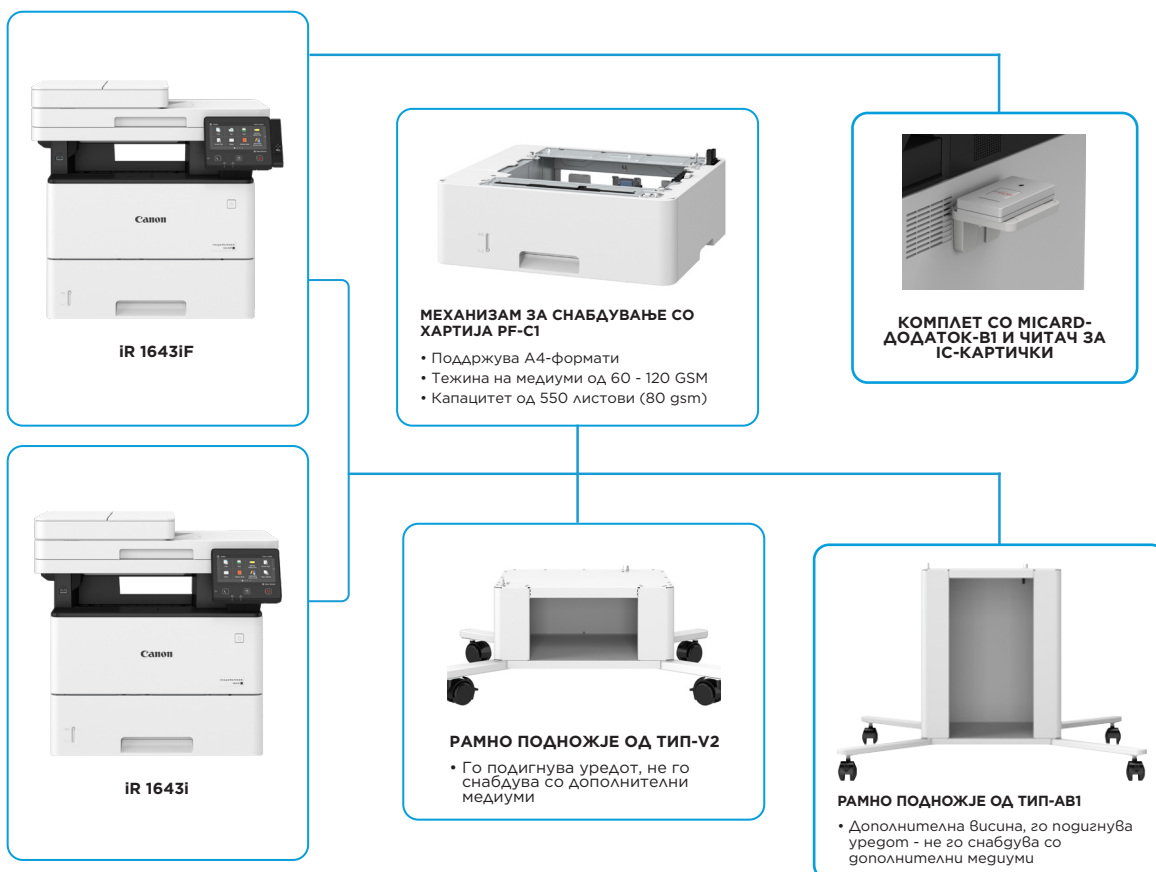 Canon
iR 1643iF
МЕХАНИЗАМ ЗА СНАБДУВАЊЕ СО
ХАРТИЈА PF-C1
• Поддржува А4-формати
• Тежина на медиуми од 60 - 120 GSM
• Капацитет од 550 листови (80 gsm)
КОМПЛЕТ СО MICARD-
ДОДАТОК-B1 И ЧИТАЧ ЗА
IC-КАРТИЧКИ
Canon
iR 1643i
РАМНО ПОДНОЖЈЕ ОД ТИП-V2
• Го подигнува уредот, не го
снабдува со дополнителни
медиуми
РАМНО ПОДНОЖЈЕ ОД ТИП-AB1
• Дополнителна висина, го подигнува
уредот - не го снабдува со
дополнителни медиуми